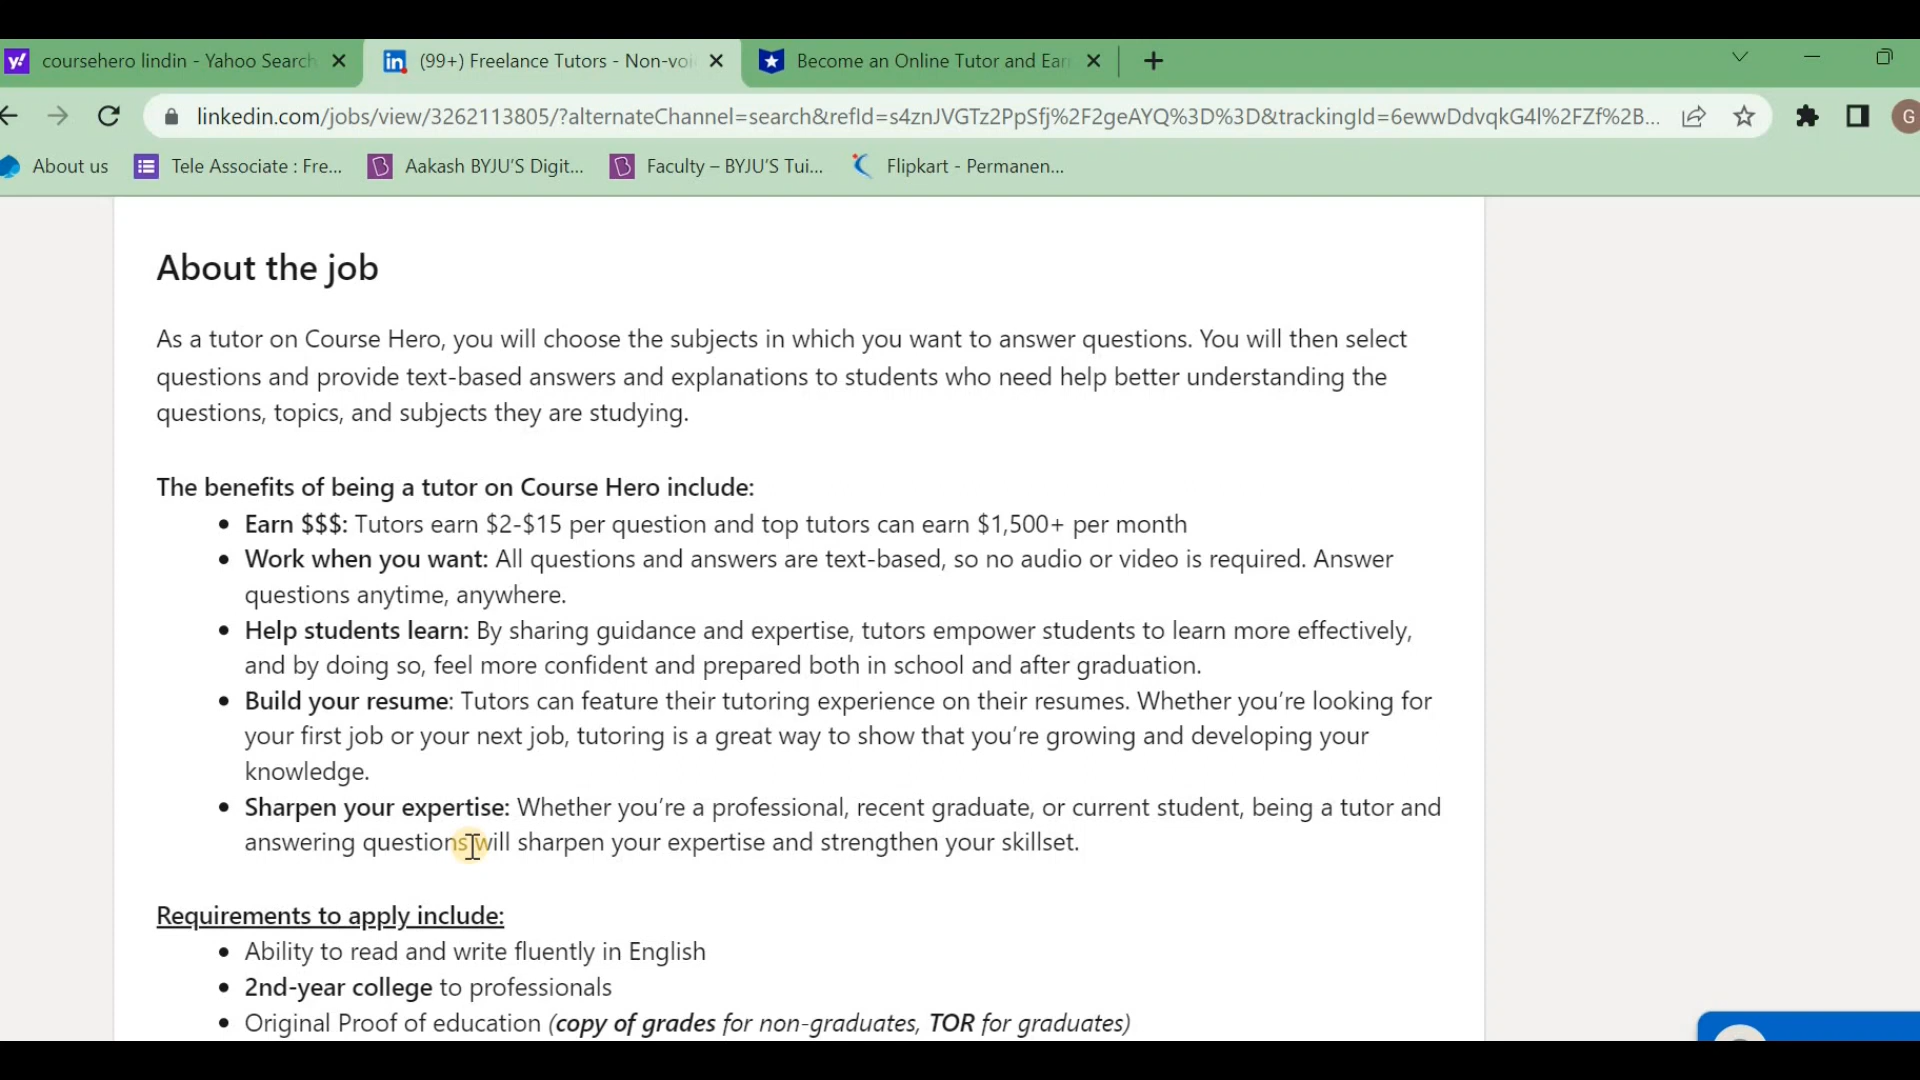 coursehero lindin - Yahoo Search
(99+) Freelance Tutors - Non-voi
Become an Online Tutor and Ear
linkedin.com/jobs/view/3262113805/?alternateChannel=search&refId=s4znJVGTz2PpSfj%2F2geAYQ%3D%3D&trackingId=6ewwDdvqkG4l%2FZf%2B...
G
About us
Tele Associate : Fre...
Aakash BYJU'S Digit...
Faculty – BYJU'S Tui...
Flipkart - Permanen...
About the job
As a tutor on Course Hero, you will choose the subjects in which you want to answer questions. You will then select
questions and provide text-based answers and explanations to students who need help better understanding the
questions, topics, and subjects they are studying.
The benefits of being a tutor on Course Hero include:
• Earn $$$: Tutors earn $2-$15 per question and top tutors can earn $1,500+ per month
• Work when you want: All questions and answers are text-based, so no audio or video is required. Answer
questions anytime, anywhere.
• Help students learn: By sharing guidance and expertise, tutors empower students to learn more effectively,
and by doing so, feel more confident and prepared both in school and after graduation.
• Build your resume: Tutors can feature their tutoring experience on their resumes. Whether you're looking for
your first job or your next job, tutoring is a great way to show that you're growing and developing your
knowledge.
• Sharpen your expertise: Whether you're a professional, recent graduate, or current student, being a tutor and
answering questions will sharpen your expertise and strengthen your skillset.
Requirements to apply include:
• Ability to read and write fluently in English
• 2nd-year college to professionals
• Original Proof of education (copy of grades for non-graduates, TOR for graduates)